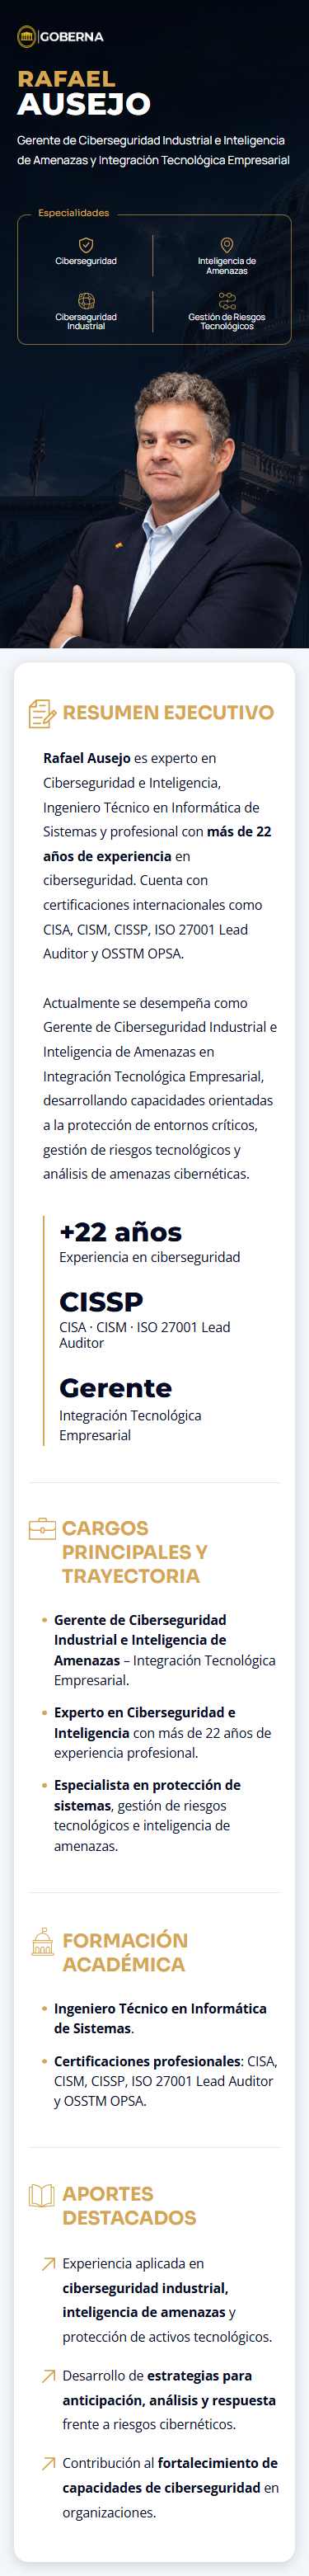 GOBERNA
RAFAEL
AUSEJO
Gerente de Ciberseguridad Industrial e Inteligencia
de Amenazas y Integración Tecnológica Empresarial
Especialidades
Ciberseguridad
Inteligencia de
Amenazas
Ciberseguridad
Industrial
Gestión de Riesgos
Tecnológicos
RESUMEN EJECUTIVO
Rafael Ausejo es experto en
Ciberseguridad e Inteligencia,
Ingeniero Técnico en Informática de
Sistemas y profesional con más de 22
años de experiencia en
ciberseguridad. Cuenta con
certificaciones internacionales como
CISA, CISM, CISSP, ISO 27001 Lead
Auditor y OSSTM OPSA.
Actualmente se desempeña como
Gerente de Ciberseguridad Industrial e
Inteligencia de Amenazas en
Integración Tecnológica Empresarial,
desarrollando capacidades orientadas
a la protección de entornos críticos,
gestión de riesgos tecnológicos y
análisis de amenazas cibernéticas.
+22 años
Experiencia en ciberseguridad
CISSP
CISA · CISM · ISO 27001 Lead
Auditor
Gerente
Integración Tecnológica
Empresarial
CARGOS
PRINCIPALES Y
TRAYECTORIA
• Gerente de Ciberseguridad
Industrial e Inteligencia de
Amenazas – Integración Tecnológica
Empresarial.
• Experto en Ciberseguridad e
Inteligencia con más de 22 años de
experiencia profesional.
• Especialista en protección de
sistemas, gestión de riesgos
tecnológicos e inteligencia de
amenazas.
FORMACIÓN
ACADÉMICA
• Ingeniero Técnico en Informática
de Sistemas.
• Certificaciones profesionales: CISA,
CISM, CISSP, ISO 27001 Lead Auditor
y OSSTM OPSA.
APORTES
DESTACADOS
Experiencia aplicada en
ciberseguridad industrial,
inteligencia de amenazas y
protección de activos tecnológicos.
Desarrollo de estrategias para
anticipación, análisis y respuesta
frente a riesgos cibernéticos.
Contribución al fortalecimiento de
capacidades de ciberseguridad en
organizaciones.